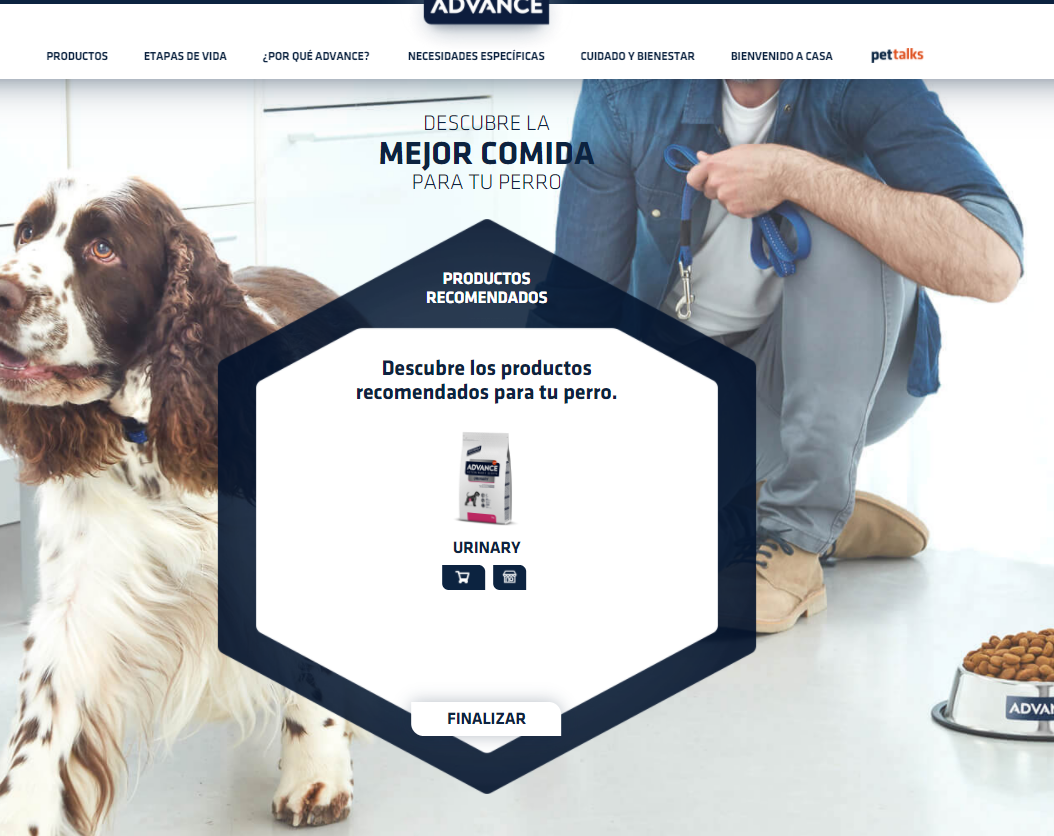 ADVANCE
PRODUCTOS ETAPAS DE VIDA ¿POR QUÉ ADVANCE? NECESIDADES ESPECÍFICAS CUIDADO Y BIENESTAR BIENVENIDO A CASA pettalks
DESCUBRE LA
MEJOR COMIDA
PARA TU PERRO
PRODUCTOS
RECOMENDADOS
Descubre los productos
recomendados para tu perro.
ADVANCE
URINARY
FINALIZAR
ADVAN